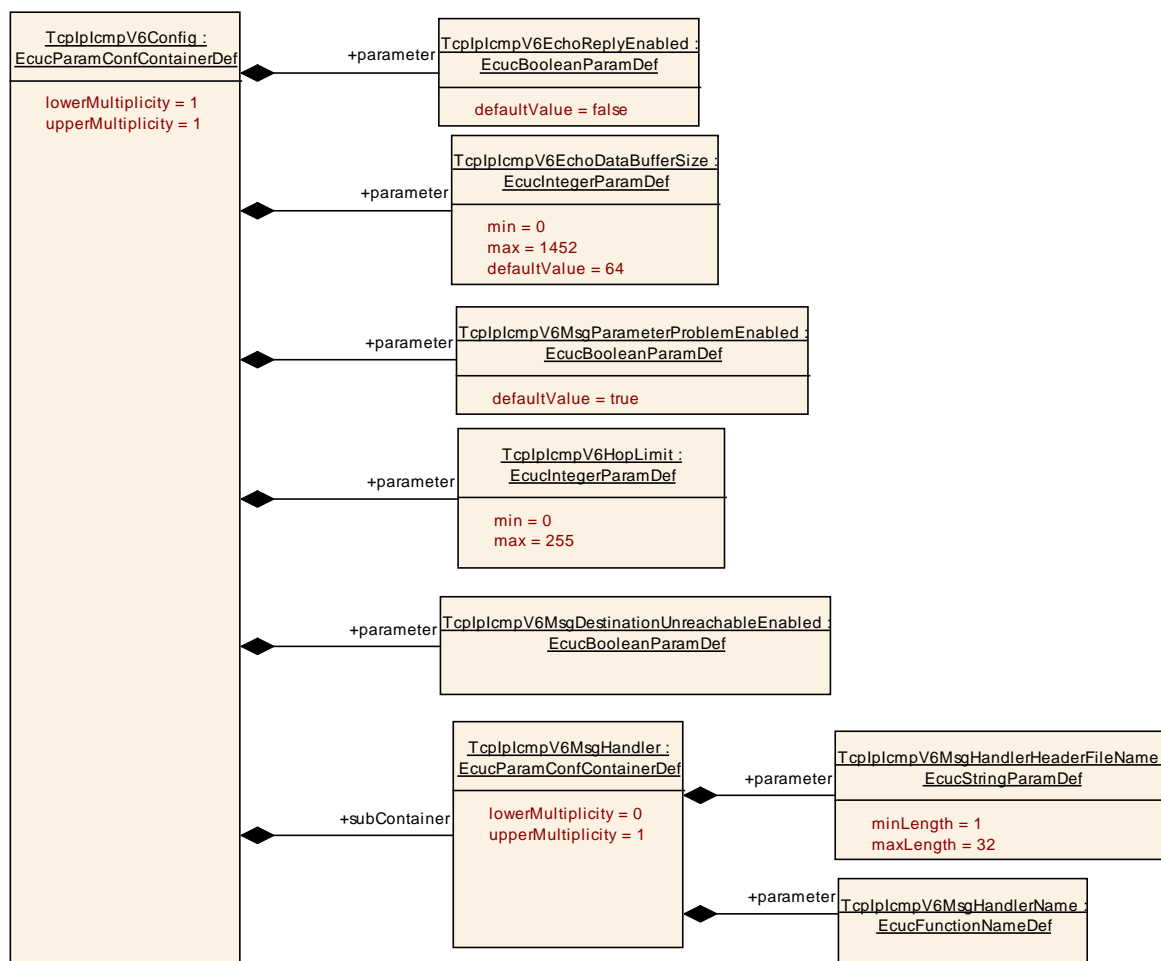 TcpIpIcmpV6Config :
EcucParamConfContainerDef
lowerMultiplicity = 1
upperMultiplicity = 1
+parameter
TcpIpIcmpV6EchoReplyEnabled :
EcucBooleanParamDef
defaultValue = false
+parameter
TcpIpIcmpV6EchoDataBufferSize :
EcucIntegerParamDef
min = 0
max = 1452
defaultValue = 64
+parameter
TcpIpIcmpV6MsgParameterProblemEnabled :
EcucBooleanParamDef
defaultValue = true
+parameter
TcpIpIcmpV6HopLimit :
EcucIntegerParamDef
min = 0
max = 255
+parameter
TcpIpIcmpV6MsgDestinationUnreachableEnabled :
EcucBooleanParamDef
+subContainer
TcpIpIcmpV6MsgHandler :
EcucParamConfContainerDef
lowerMultiplicity = 0
upperMultiplicity = 1
+parameter
TcpIpIcmpV6MsgHandlerHeaderFileName
EcucStringParamDef
minLength = 1
maxLength = 32
+parameter
TcpIpIcmpV6MsgHandlerName :
EcucFunctionNameDef